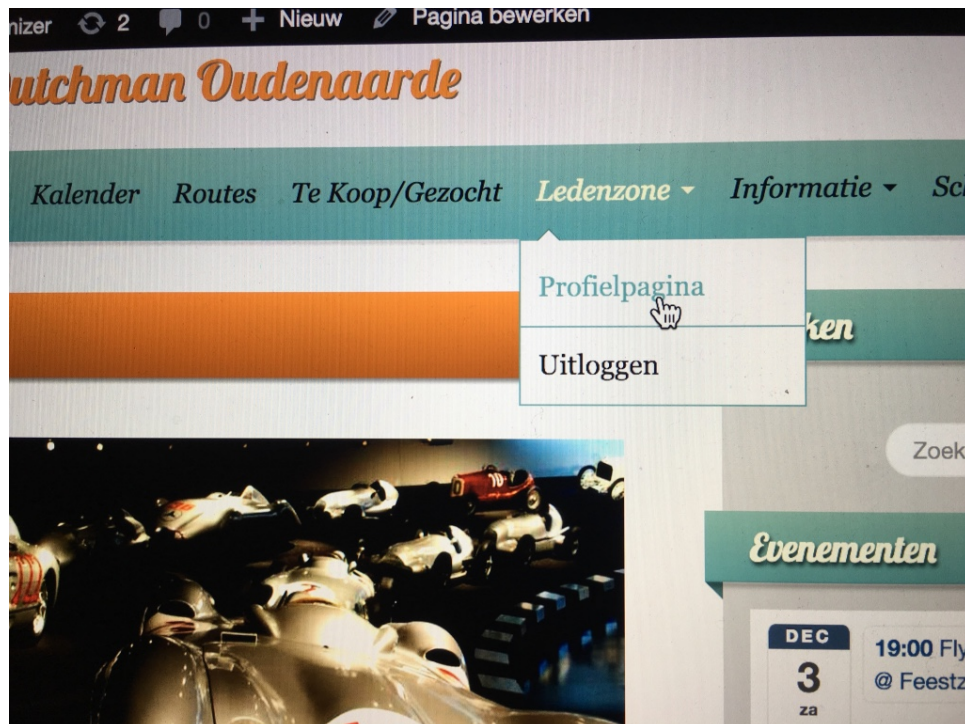 2 0 Nieuw Pagina bewerken
Oudenaarde
Kalender Routes Te Koop/Gezocht Ledenzone Informatie
Profielpagina
Uitloggen
Evenementen
DEC
3
za
19:00
@
10